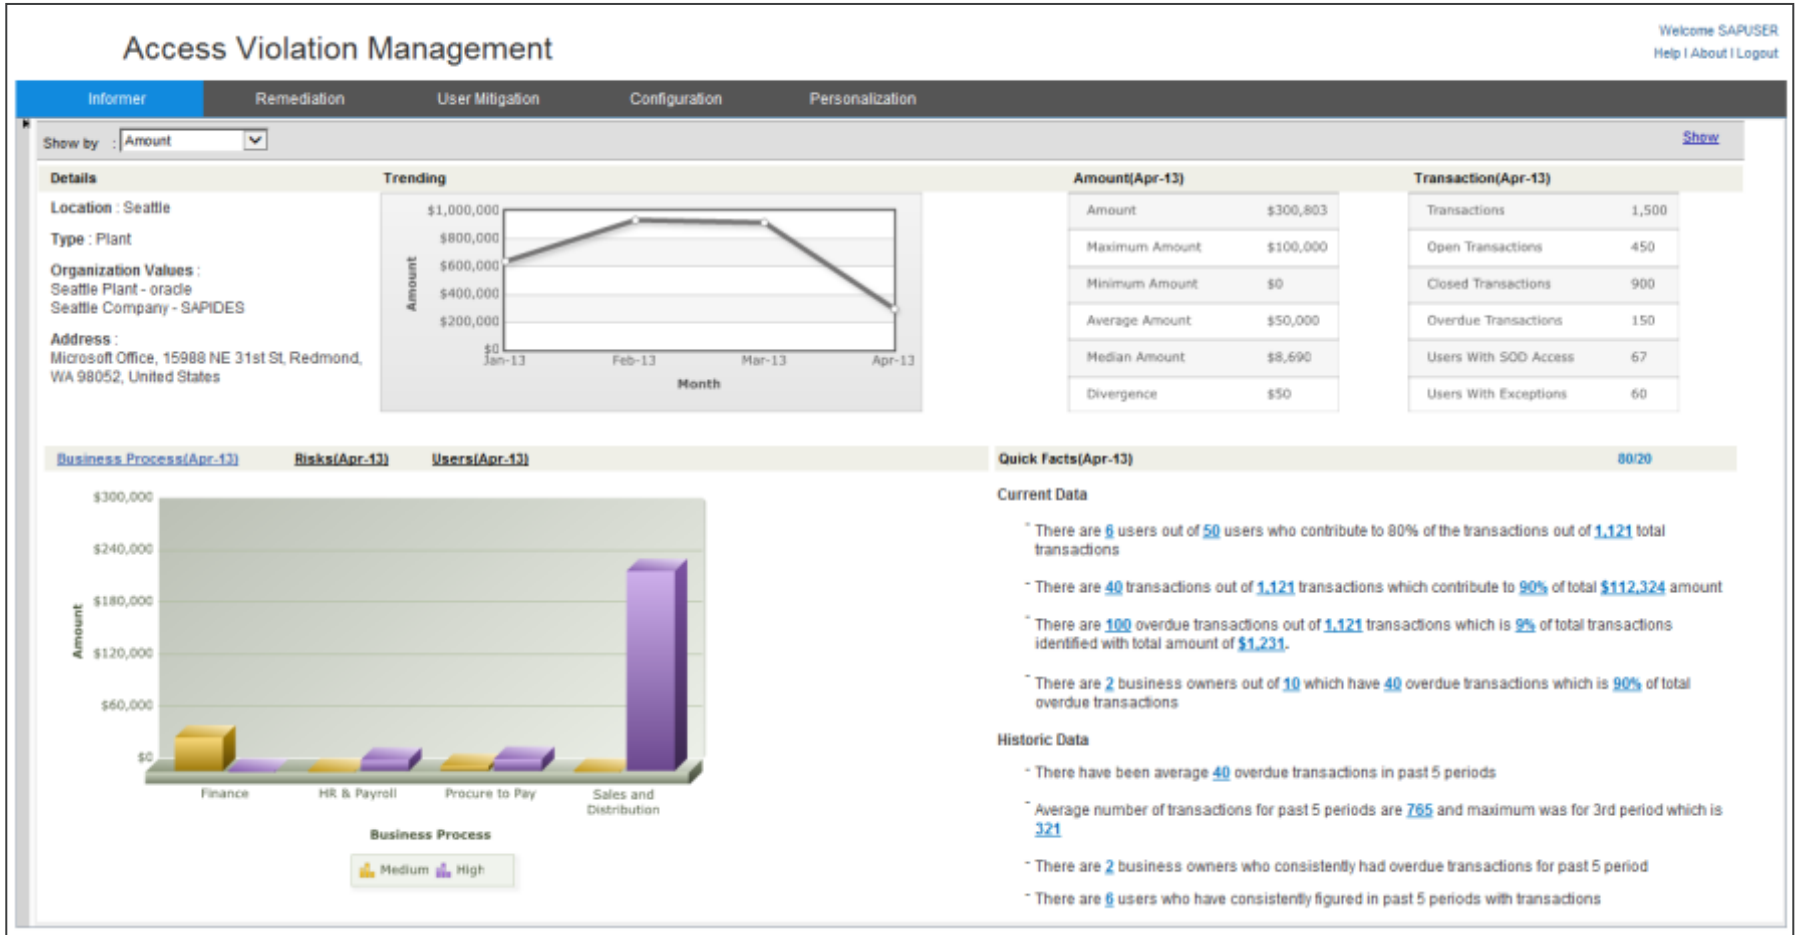 Welcome SAPUSER
Help | About | Logout
Access Violation Management
Informer Remediation User Mitigation Configuration Personalization
Show by : Amount
Show
Details
Location : Seattle
Type : Plant
Organization Values :
Seattle Plant - oracle
Seattle Company - SAPIDES
Address :
Microsoft Office, 15988 NE 31st St, Redmond,
WA 98052, United States
Trending
$1,000,000
$800,000
$600,000
$400,000
$200,000
$0
Amount
Jan-13 Feb-13 Mar-13 Apr-13
Month
Amount(Apr-13)
Amount $300,803
Maximum Amount $100,000
Minimum Amount $0
Average Amount $50,000
Median Amount $8,690
Divergence $50
Transaction(Apr-13)
Transactions 1,500
Open Transactions 450
Closed Transactions 900
Overdue Transactions 150
Users With SOD Access 67
Users With Exceptions 60
Business Process(Apr-13) Risks(Apr-13) Users(Apr-13)
$300,000
$240,000
$180,000
$120,000
$60,000
$0
Amount
Finance HR & Payroll Procure to Pay Sales and
Distribution
Business Process
Medium High
Quick Facts(Apr-13) 80/20
Current Data
- There are 6 users out of 50 users who contribute to 80% of the transactions out of 1,121 total
transactions
- There are 40 transactions out of 1,121 transactions which contribute to 90% of total $112,324 amount
- There are 100 overdue transactions out of 1,121 transactions which is 9% of total transactions
identified with total amount of $1,231.
- There are 2 business owners out of 10 which have 40 overdue transactions which is 90% of total
overdue transactions
Historic Data
- There have been average 40 overdue transactions in past 5 periods
- Average number of transactions for past 5 periods are 765 and maximum was for 3rd period which is
321
- There are 2 business owners who consistently had overdue transactions for past 5 period
- There are 6 users who have consistently figured in past 5 periods with transactions